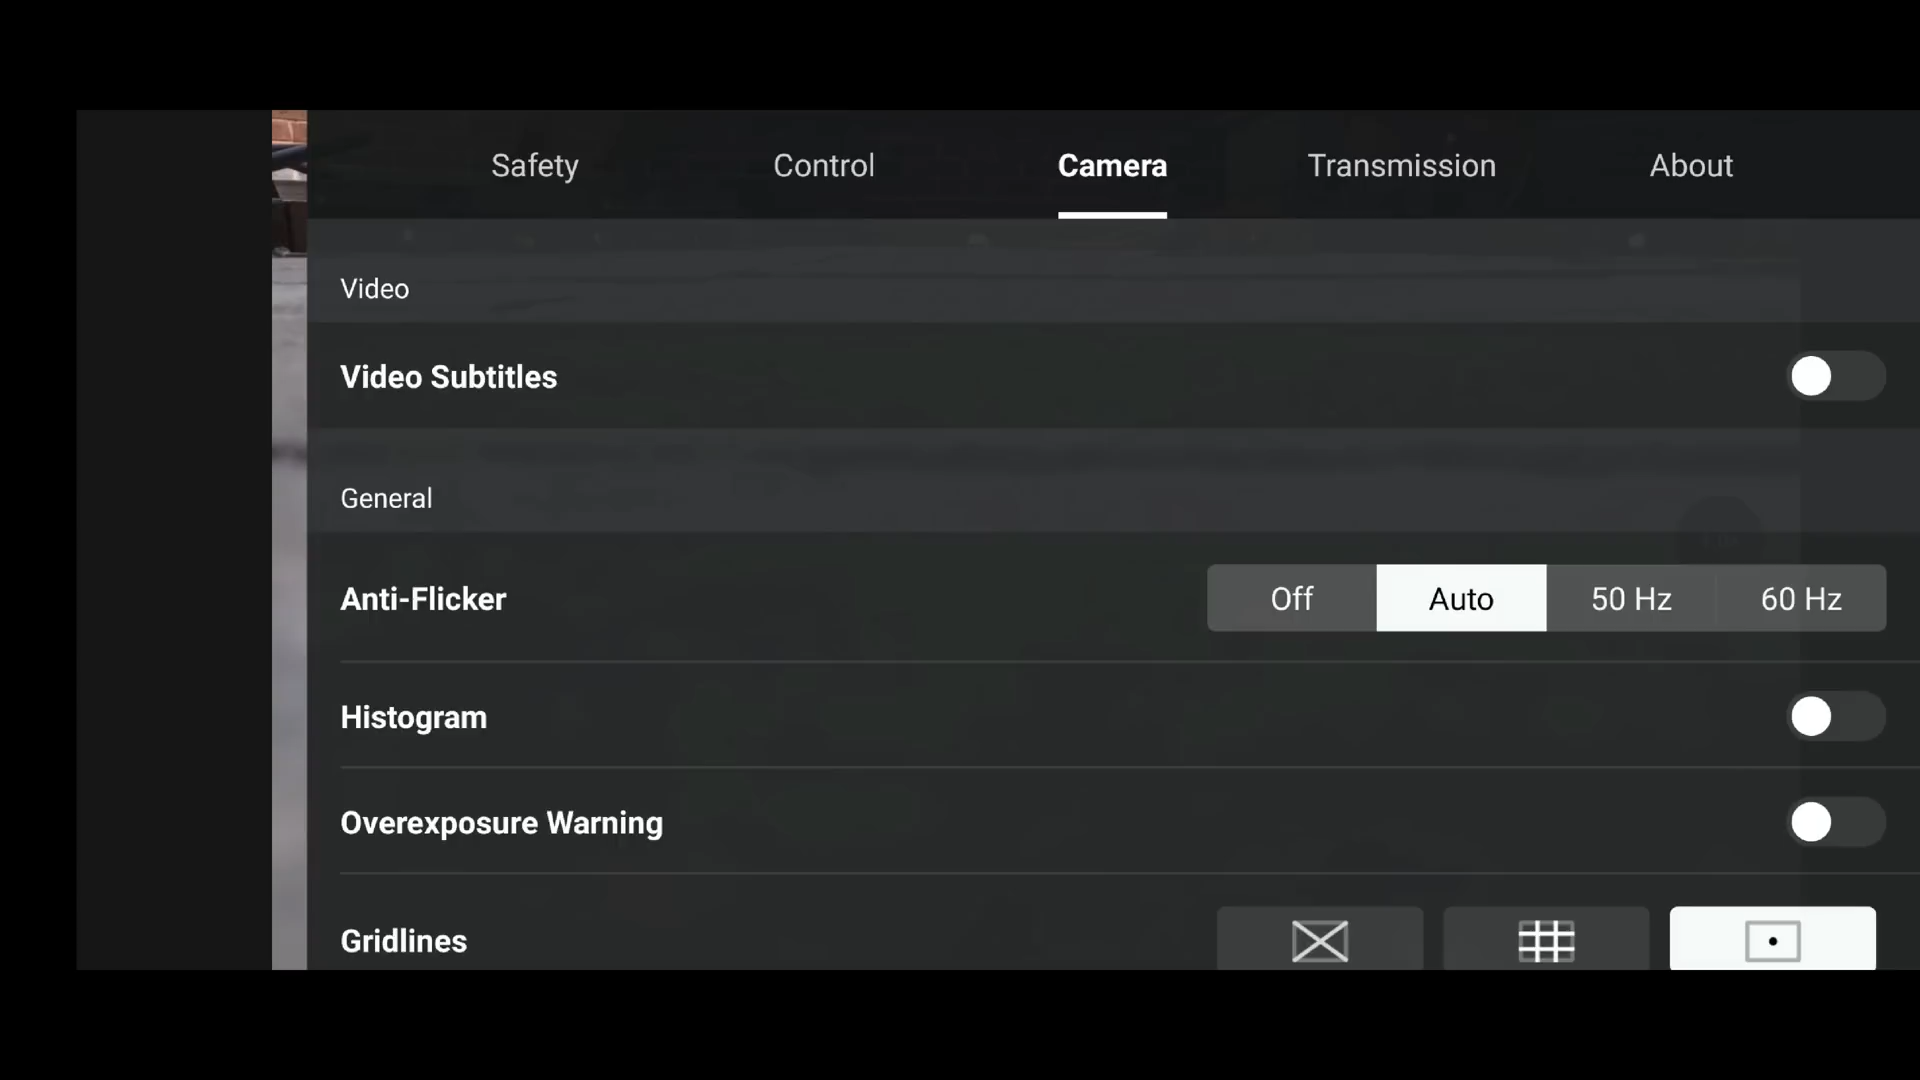 Safety Control Camera Transmission About
Video
Video Subtitles
General
Anti-Flicker Off Auto 50 Hz 60 Hz
Histogram
Overexposure Warning
Gridlines